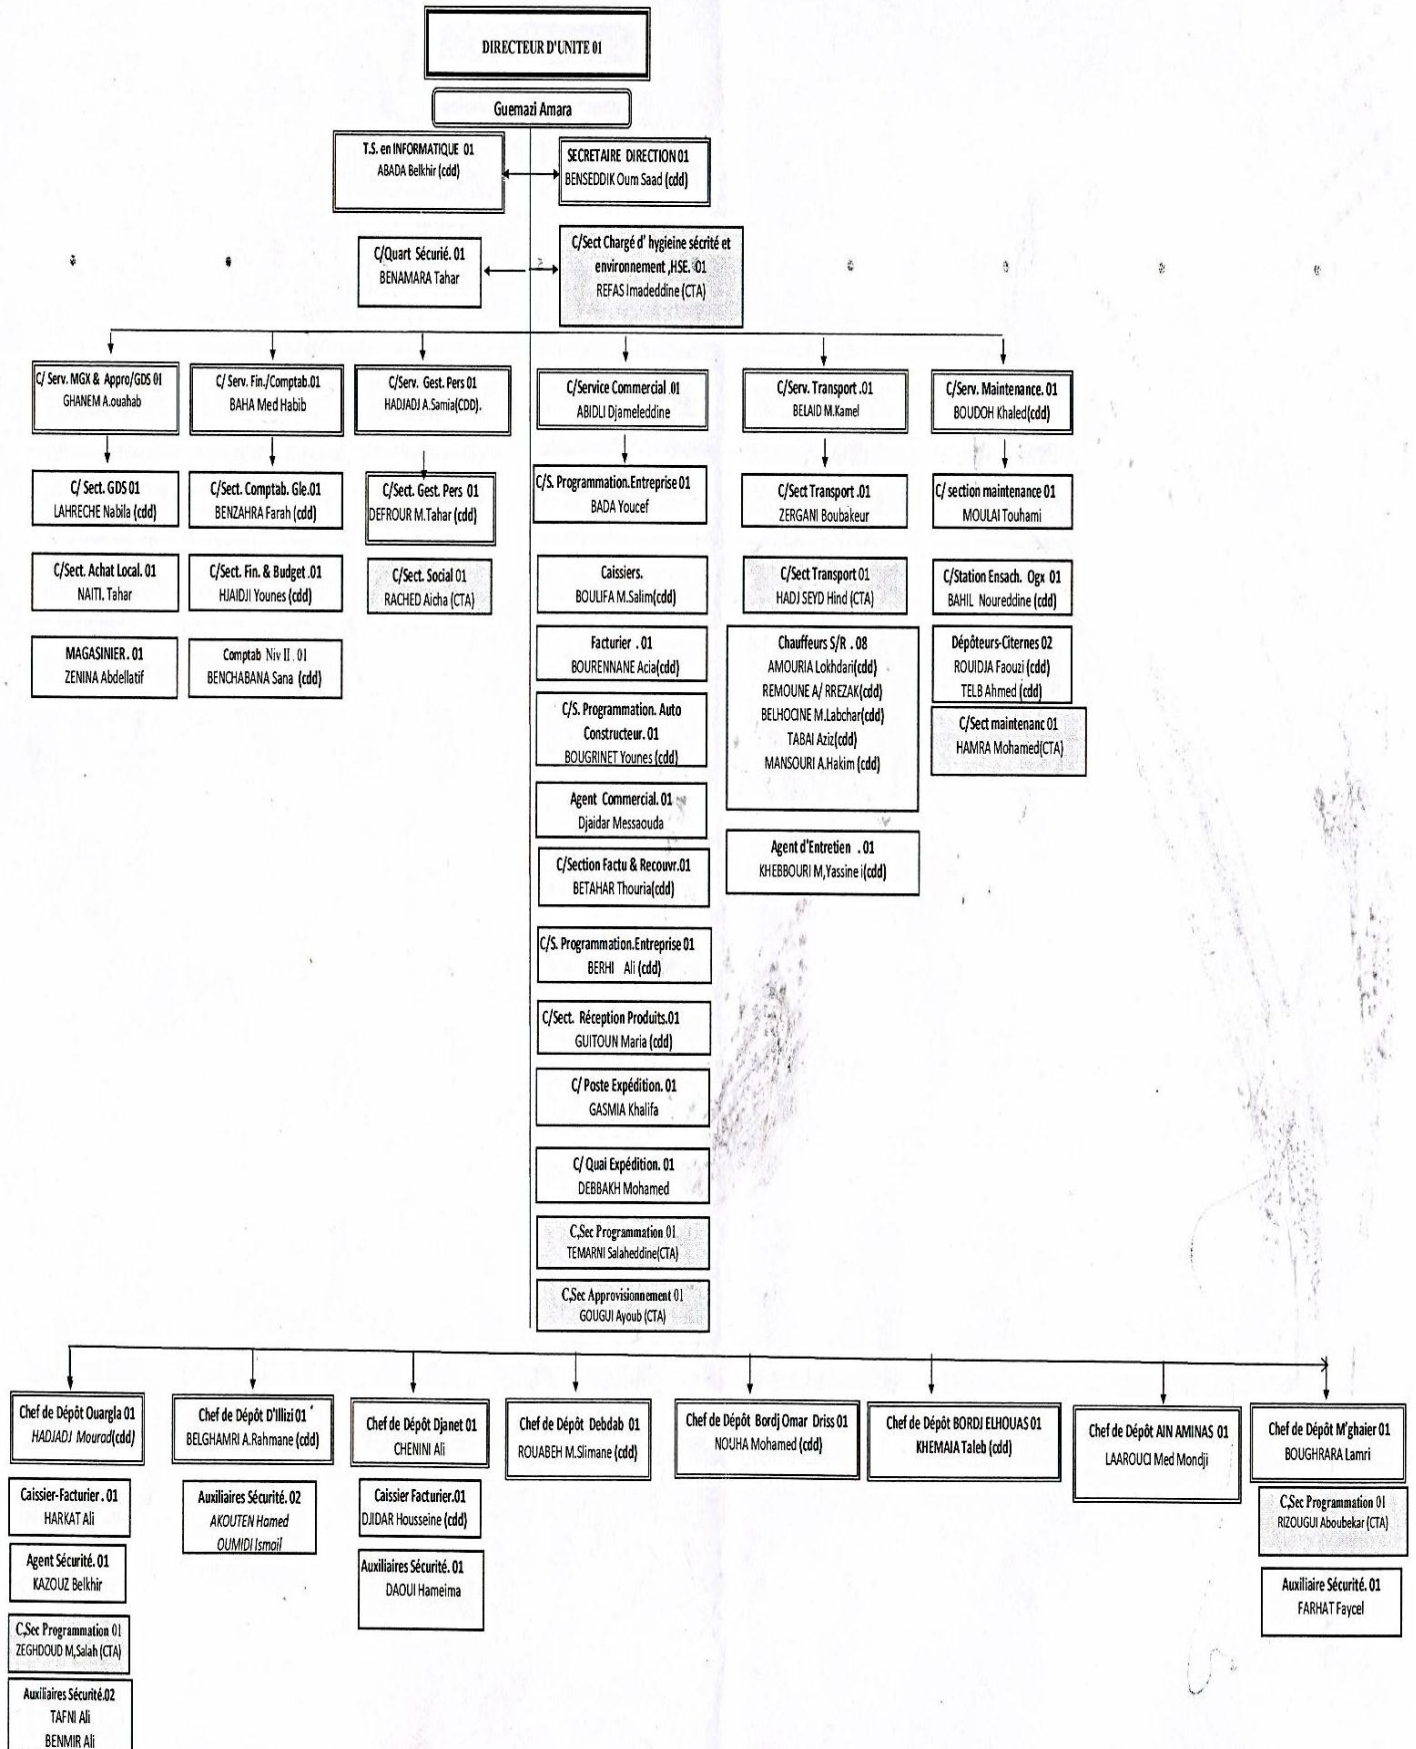 DIRECTEUR D'UNITE 01
Guemazi Amara
T.S. en INFORMATIQUE 01
ABADA Belkhir (cdd)
SECRETAIRE DIRECTION 01
BENSEDDIK Oum Saad (cdd)
C/Quart Sécurié. 01
BENAMARA Tahar
C/Sect Chargé d' hygieine sécrité et
environnement ,HSE. 01
REFAS Imadeddine (CTA)
C/ Serv. MGX & Appro/GDS 01
GHANEM A.ouahab
C/ Sect. GDS 01
LAHRECHE Nabila (cdd)
C/Sect. Achat Local. 01
NAITI. Tahar
MAGASINIER. 01
ZENINA Abdellatif
C/ Serv. Fin./Comptab.01
BAHA Med Habib
C/Sect. Comptab. Gle.01
BENZAHRA Farah (cdd)
C/Sect. Fin. & Budget .01
HJAIDJI Younes (cdd)
Comptab Niv II . 01
BENCHABANA Sana (cdd)
C/Serv. Gest. Pers 01
HADJADJ A.Samia(CDD).
C/Sect. Gest. Pers 01
DEFROUR M.Tahar (cdd)
C/Sect. Social 01
RACHED Aicha (CTA)
C/Service Commercial .01
ABIDLI Djameleddine
C/S. Programmation.Entreprise 01
BADA Youcef
Caissiers.
BOULIFA M.Salim(cdd)
Facturier . 01
BOURENNANE Acia(cdd)
C/S. Programmation. Auto
Constructeur. 01
BOUGRINET Younes (cdd)
Agent Commercial. 01
Djaidar Messaouda
C/Section Factu & Recouvr.01
BETAHAR Thouria(cdd)
C/S. Programmation.Entreprise 01
BERHI Ali (cdd)
C/Sect. Réception Produits.01
GUITOUN Maria (cdd)
C/ Poste Expédition. 01
GASMIA Khalifa
C/ Quai Expédition. 01
DEBBAKH Mohamed
C,Sec Programmation 01
TEMARNI Salaheddine(CTA)
C,Sec Approvisionnement 01
GOUGUI Ayoub (CTA)
C/Serv. Transport .01
BELAID M.Kamel
C/Sect Transport .01
ZERGANI Boubakeur
C/Sect Transport 01
HADJ SEYD Hind (CTA)
Chauffeurs S/R . 08
AMOURIA Lokhdari(cdd)
REMOUNE A/ RREZAK(cdd)
BELHOCINE M.Labchar(cdd)
TABAI Aziz(cdd)
MANSOURI A.Hakim (cdd)
Agent d'Entretien . 01
KHEBBOURI M,Yassine i(cdd)
C/Serv. Maintenance. 01
BOUDOH Khaled(cdd)
C/ section maintenance 01
MOULAI Touhami
C/Station Ensach. Ogx 01
BAHIL Noureddine (cdd)
Dépôteurs-Citernes 02
ROUIDJA Faouzi (cdd)
TELB Ahmed (cdd)
C/Sect maintenanc 01
HAMRA Mohamed(CTA)
Chef de Dépôt Ouargla 01
HADJADJ Mourad(cdd)
Caissier-Facturier . 01
HARKAT Ali
Agent Sécurité. 01
KAZOUZ Belkhir
C,Sec Programmation 01
ZEGHDOUD M,Salah (CTA)
Auxiliaires Sécurité.02
TAFNI Ali
BENMIR Ali
Chef de Dépôt D'Illizi 01
BELGHAMRI A.Rahmane (cdd)
Auxiliaires Sécurité. 02
AKOUTEN Hamed
OUMIDI Ismail
Chef de Dépôt Djanet 01
CHENINI Ali
Caissier Facturier.01
DJIDAR Housseine (cdd)
Auxiliaires Sécurité. 01
DAOUI Hameima
Chef de Dépôt Debdab 01
ROUABEH M.Slimane (cdd)
Chef de Dépôt Bordj Omar Driss 01
NOUHA Mohamed (cdd)
Chef de Dépôt BORDJ ELHOUAS 01
KHEMAIA Taleb (cdd)
Chef de Dépôt AIN AMINAS 01
LAAROUCI Med Mondji
Chef de Dépôt M'ghaier 01
BOUGHRARA Lamri
C,Sec Programmation 01
RIZOUGUI Aboubekar (CTA)
Auxiliaire Sécurité. 01
FARHAT Faycel